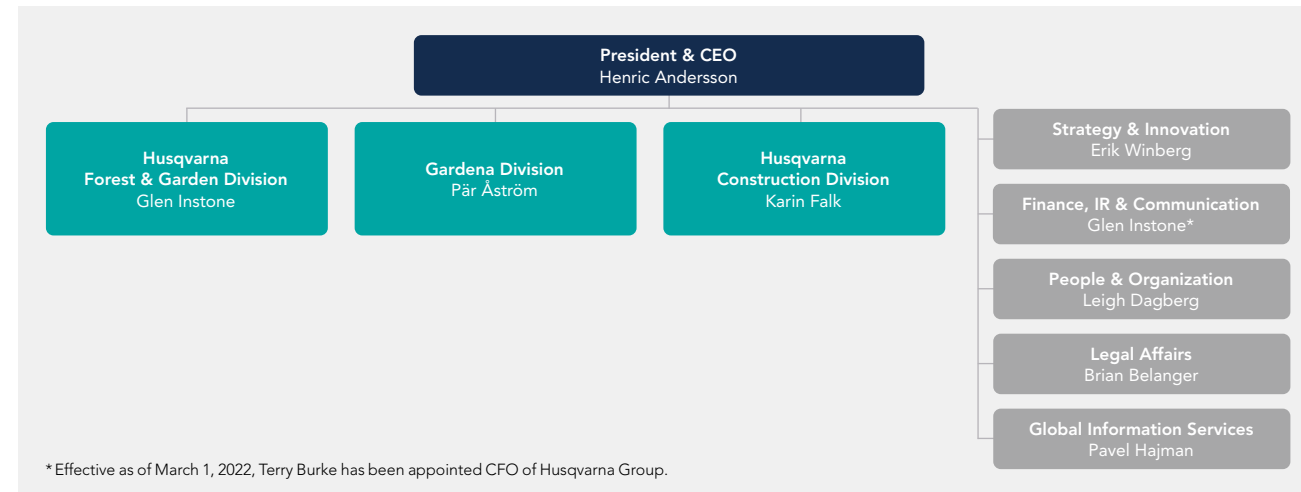 President & CEO
Henric Andersson
Husqvarna
Forest & Garden Division
Glen Instone
Gardena Division
Pär Åström
Husqvarna
Construction Division
Karin Falk
Strategy & Innovation
Erik Winberg
Finance, IR & Communication
Glen Instone*
People & Organization
Leigh Dagberg
Legal Affairs
Brian Belanger
Global Information Services
Pavel Hajman
* Effective as of March 1, 2022, Terry Burke has been appointed CFO of Husqvarna Group.